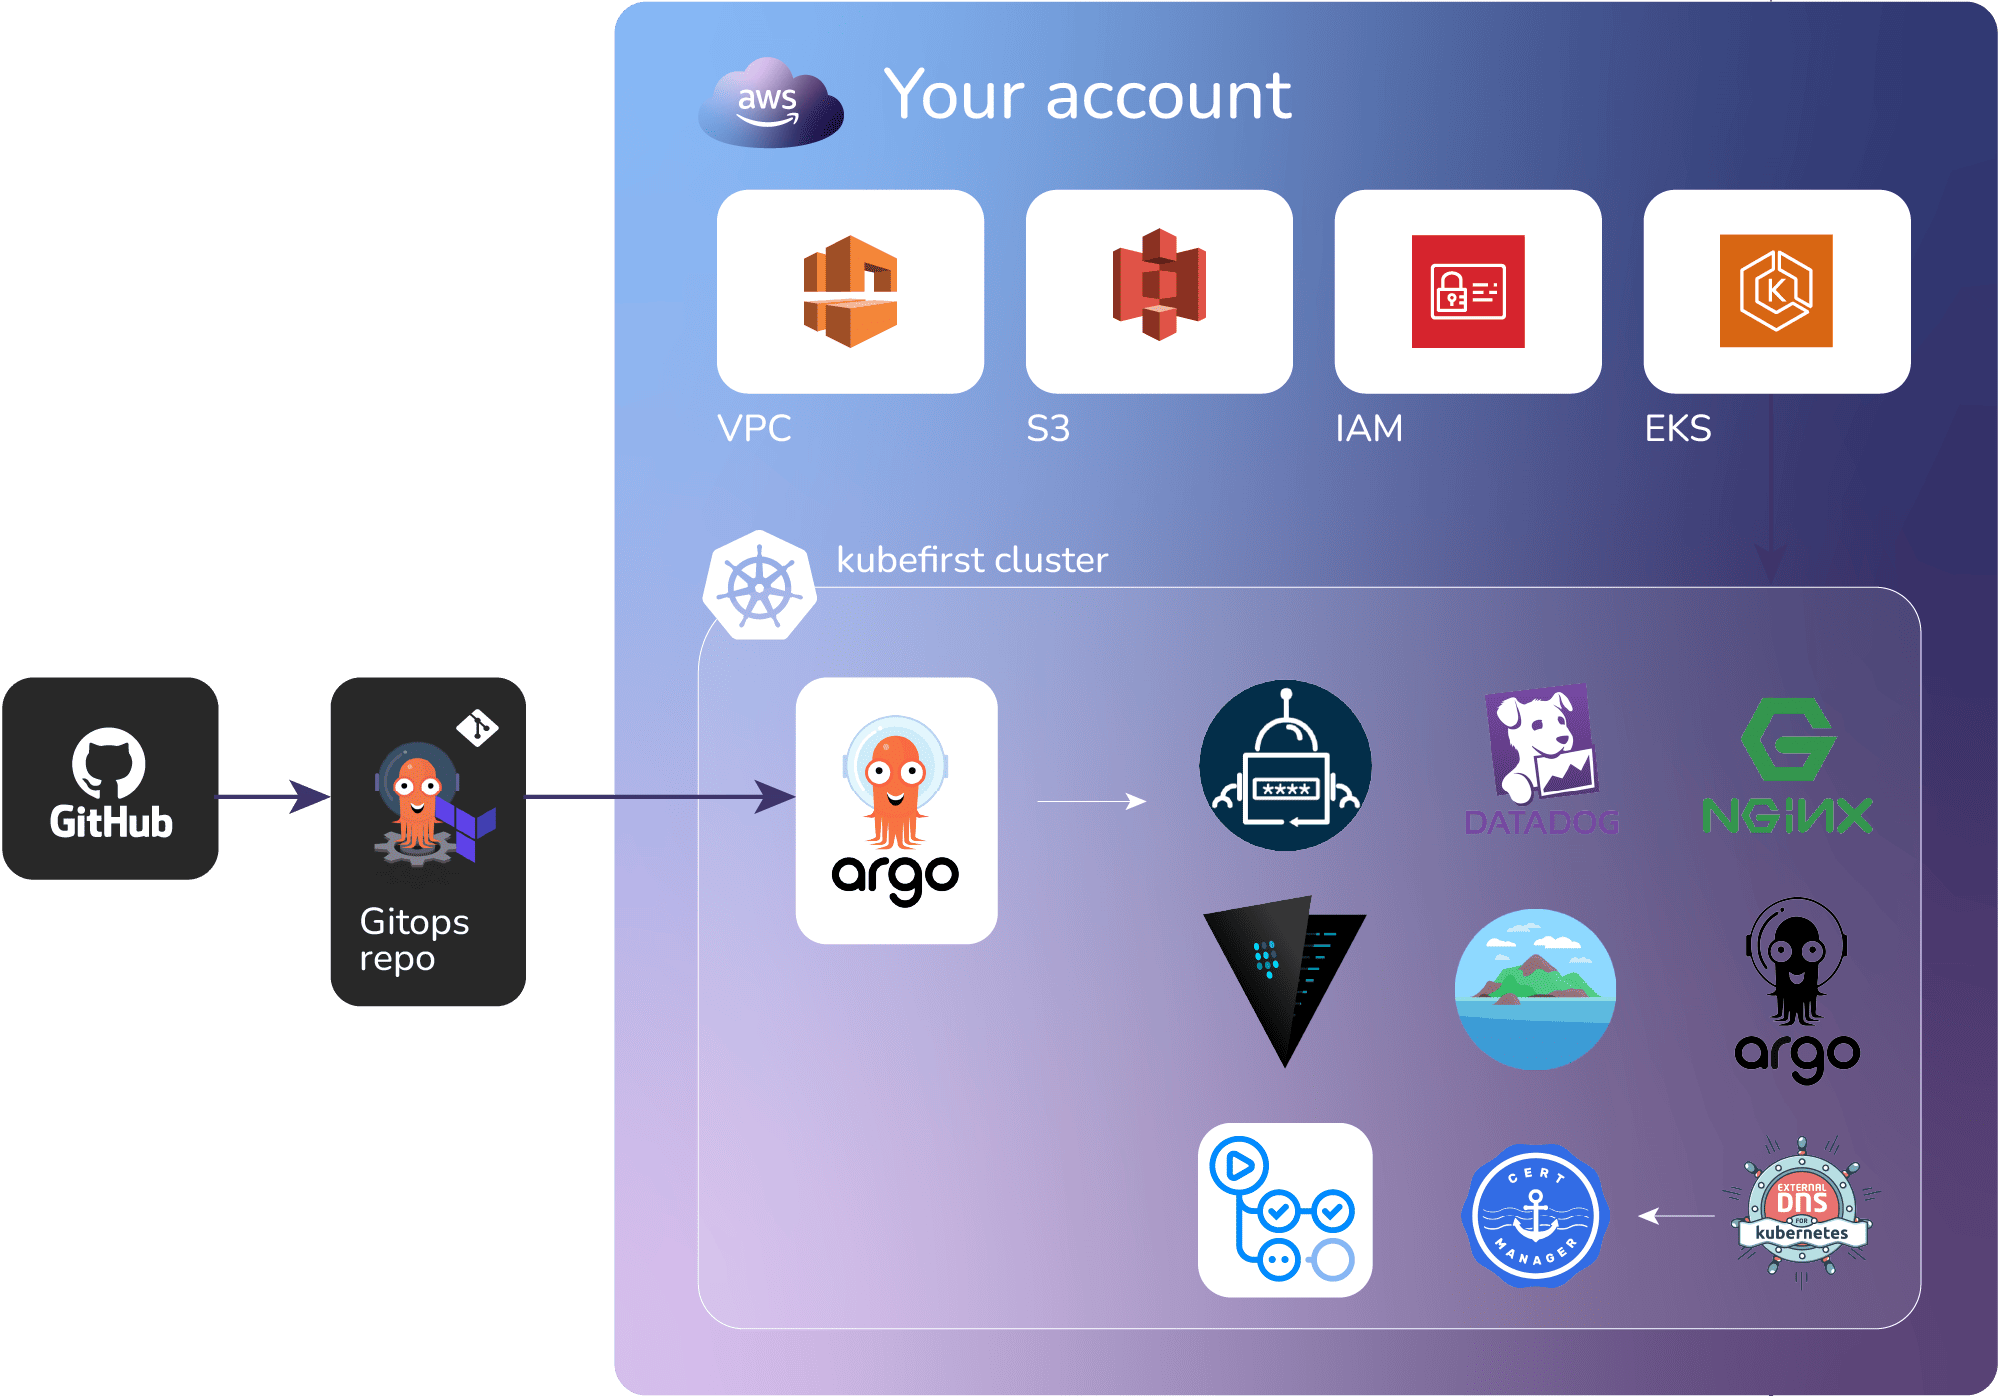 aws
Your account
VPC
S3
IAM
EKS
kubefirst cluster
GitHub
Gitops
repo
argo
****
DATADOG
NGiNX
argo
CERT
MANAGER
EXTERNAL
DNS
FOR
kubernetes